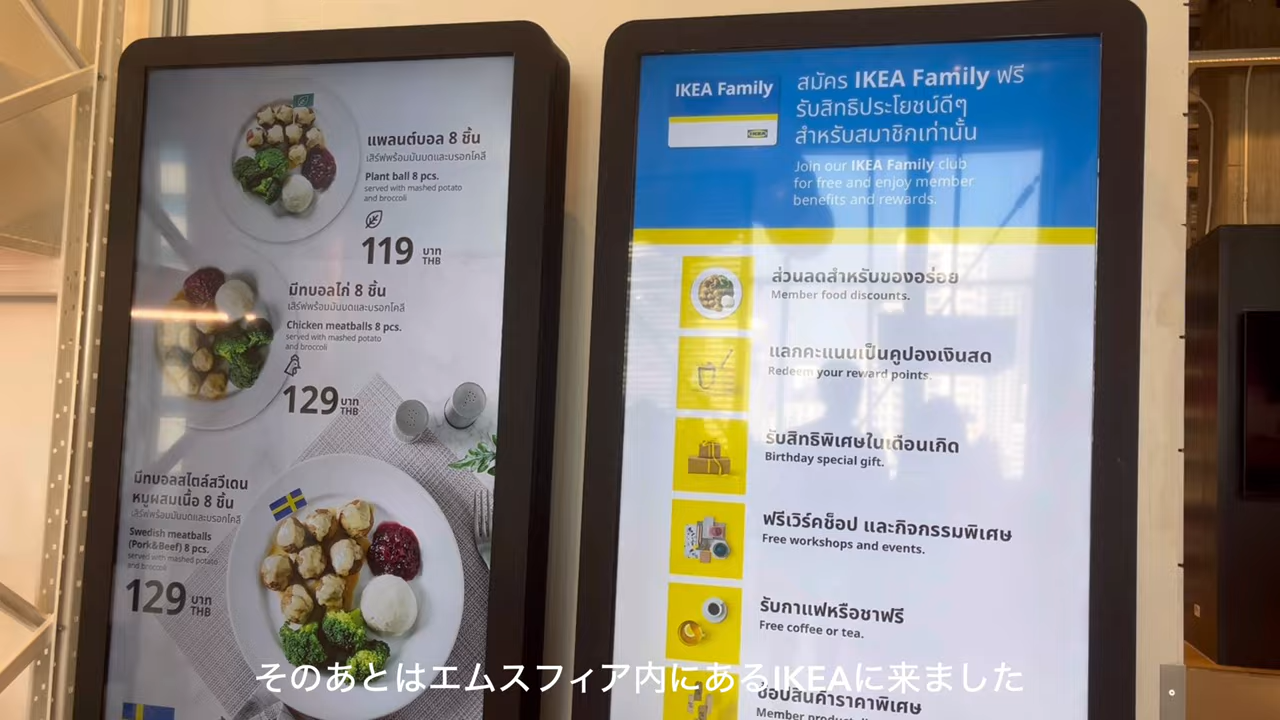 แพลนต์บอล 8 ชิ้น
เสิร์ฟพร้อมมันบดและบรอกโคลี
Plant ball 8 pcs.
served with mashed potato
and broccoli
119 บาท
THB
มีทบอลไก่ 8 ชิ้น
เสิร์ฟพร้อมมันบดและบรอกโคลี
Chicken meatballs 8 pcs.
served with mashed potato
and broccoli
129 บาท
THB
มีทบอลสไตล์สวีเดน
หมูผสมเนื้อ 8 ชิ้น
เสิร์ฟพร้อมมันบดและบรอกโคลี
Swedish meatballs
(Pork&Beef) 8 pcs.
served with mashed potato
and broccoli
129 บาท
THB
IKEA Family
IKEA
สมัคร IKEA Family ฟรี
รับสิทธิประโยชน์ดีๆ
สำหรับสมาชิกเท่านั้น
Join our IKEA Family club
for free and enjoy member
benefits and rewards.
ส่วนลดสำหรับของอร่อย
Member food discounts.
แลกคะแนนเป็นคูปองเงินสด
Redeem your reward points.
รับสิทธิพิเศษในเดือนเกิด
Birthday special gift.
ฟรีเวิร์คช็อป และกิจกรรมพิเศษ
Free workshops and events.
รับกาแฟหรือชาฟรี
Free coffee or tea.
ช้อปสินค้าราคาพิเศษ
Member product
そのあとはエムスフィア内にあるIKEAに来ました